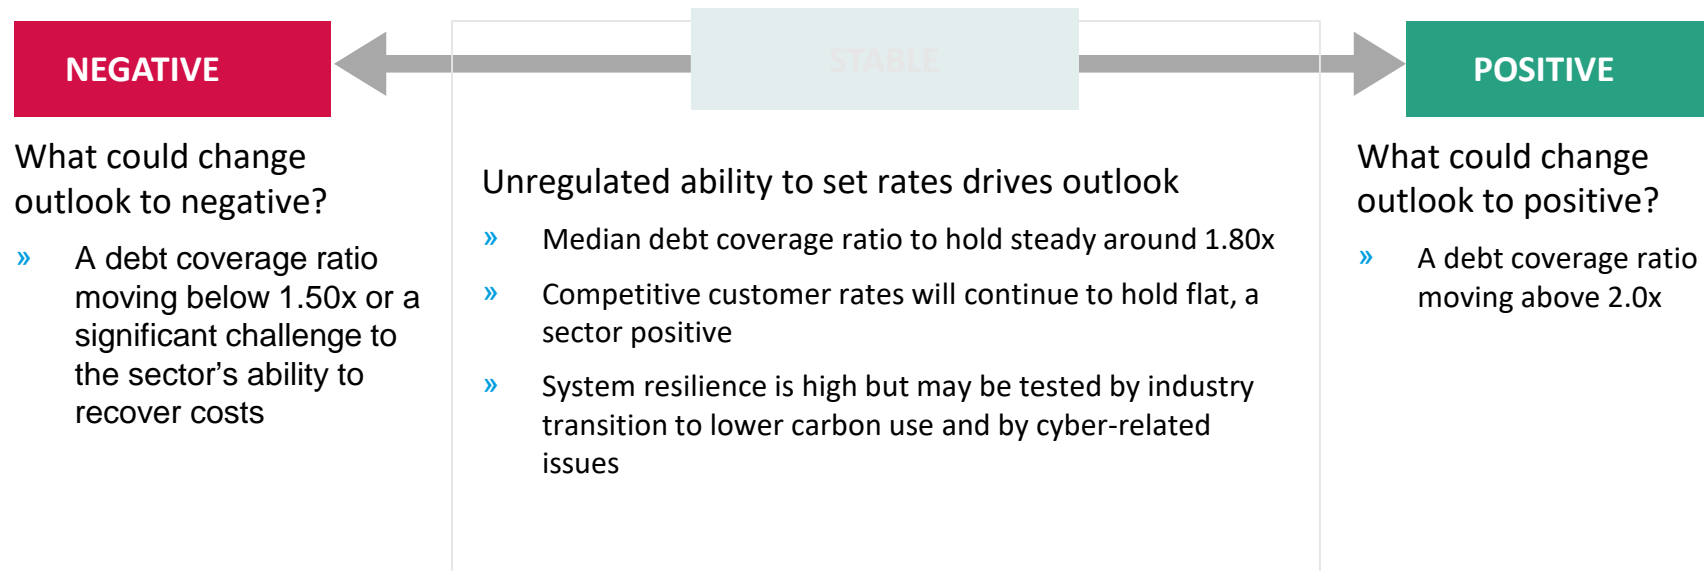 NEGATIVE
STABLE
POSITIVE
What could change
outlook to negative?
» A debt coverage ratio
moving below 1.50x or a
significant challenge to
the sector’s ability to
recover costs
Unregulated ability to set rates drives outlook
» Median debt coverage ratio to hold steady around 1.80x
» Competitive customer rates will continue to hold flat, a
sector positive
» System resilience is high but may be tested by industry
transition to lower carbon use and by cyber-related
issues
What could change
outlook to positive?
» A debt coverage ratio
moving above 2.0x